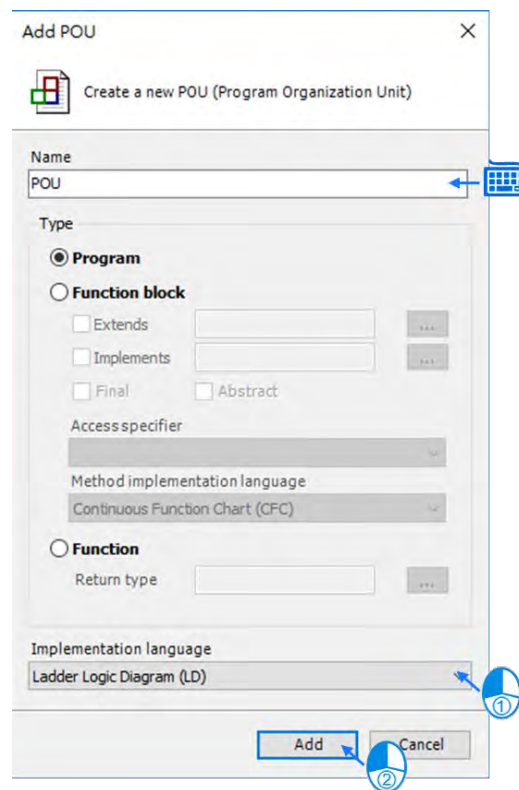 Add POU
Create a new POU (Program Organization Unit)
Name
POU
Type
Program
Function block
Extends
...
Implements
...
Final Abstract
Access specifier
Method implementation language
Continuous Function Chart (CFC)
Function
Return type
...
Implementation language
Ladder Logic Diagram (LD)
①
Add Cancel
②